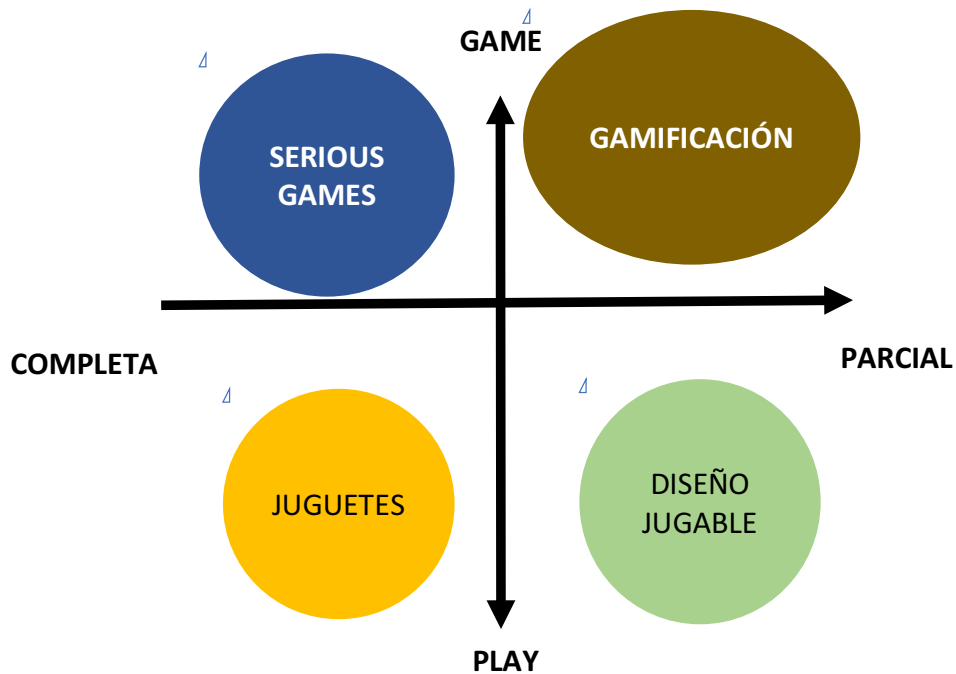 GAME
SERIOUS
GAMES
GAMIFICACIÓN
COMPLETA
PARCIAL
JUGUETES
DISEÑO
JUGABLE
PLAY